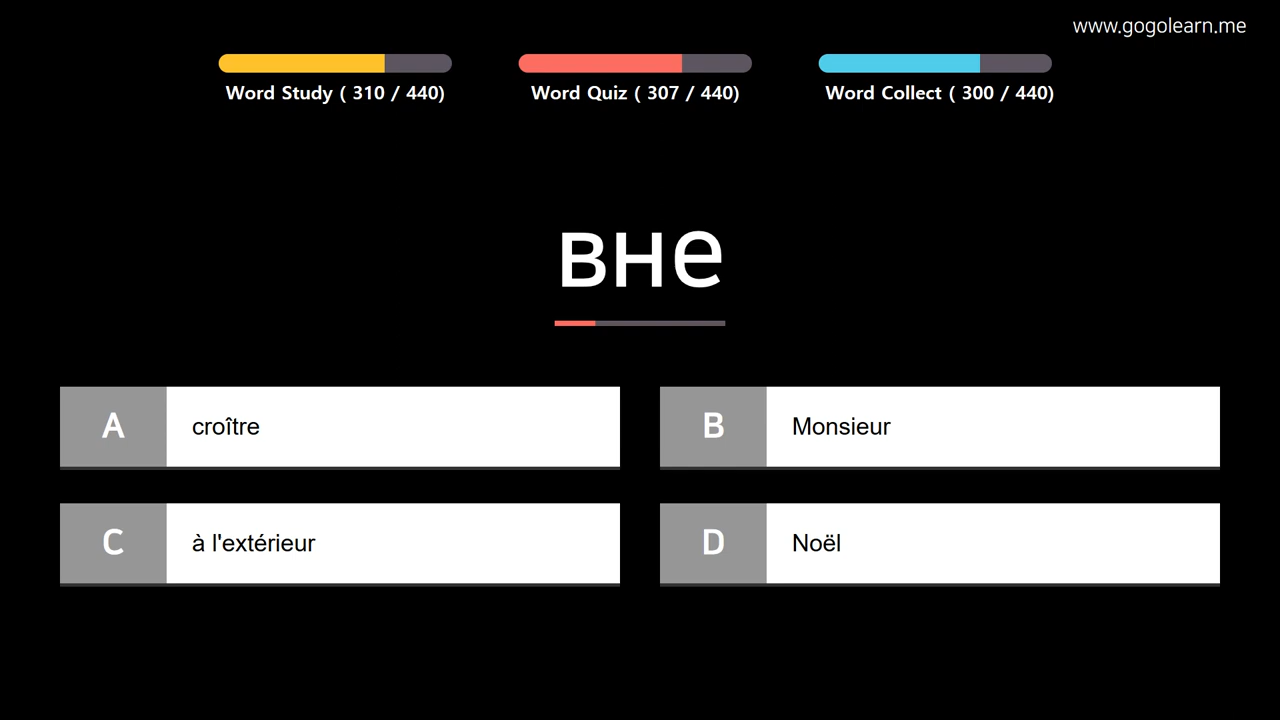 www.gogolearn.me
Word Study ( 310 / 440)
Word Quiz ( 307 / 440)
Word Collect ( 300 / 440)
вне
A croître
B Monsieur
C à l'extérieur
D Noël